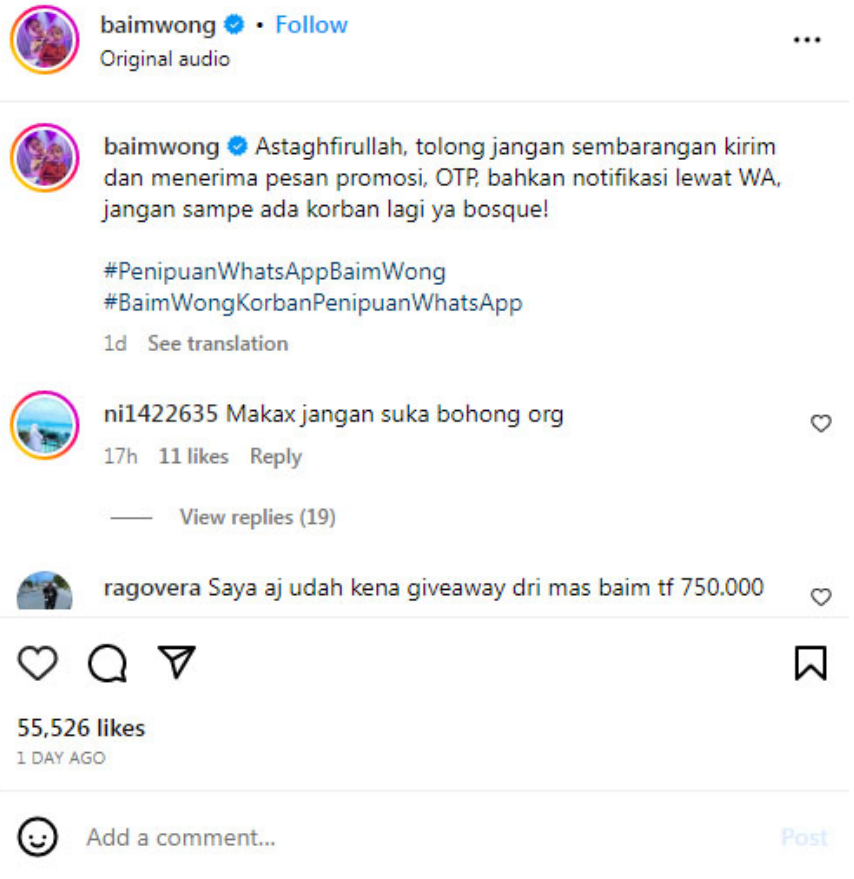 baimwong • Follow
Original audio
baimwong Astaghfirullah, tolong jangan sembarangan kirim
dan menerima pesan promosi, OTP, bahkan notifikasi lewat WA,
jangan sampe ada korban lagi ya bosque!
#PenipuanWhatsAppBaimWong
#BaimWongKorbanPenipuanWhatsApp
1d See translation
ni1422635 Makax jangan suka bohong org
17h 11 likes Reply
View replies (19)
ragovera Saya aj udah kena giveaway dri mas baim tf 750.000
55,526 likes
1 DAY AGO
Add a comment...
Post